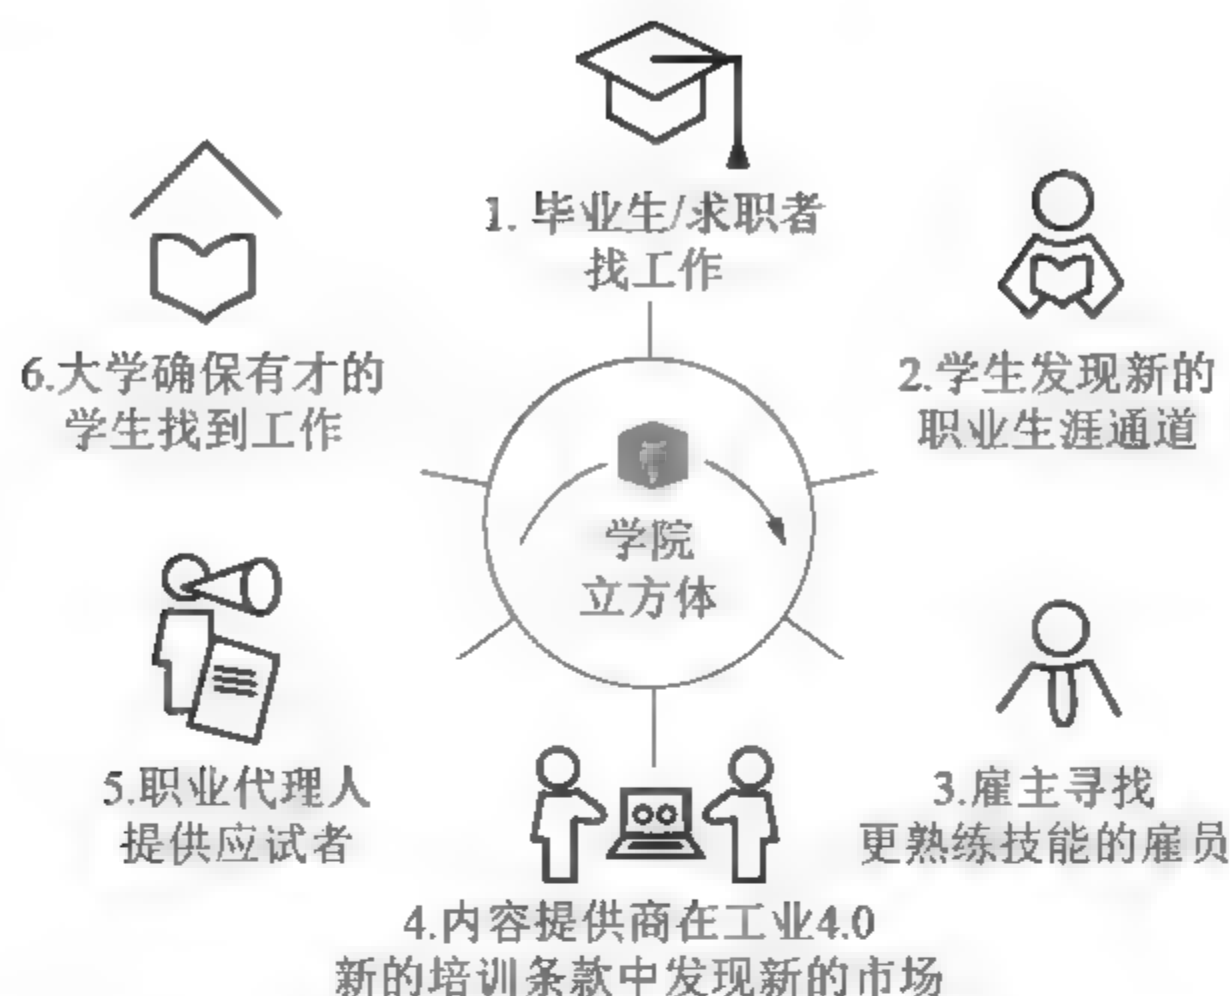 1. 毕业生/求职者
找工作
2.学生发现新的
职业生涯通道
3.雇主寻找
更熟练技能的雇员
4.内容提供商在工业4.0
新的培训条款中发现新的市场
5.职业代理人
提供应试者
6.大学确保有才的
学生找到工作
学院
立方体